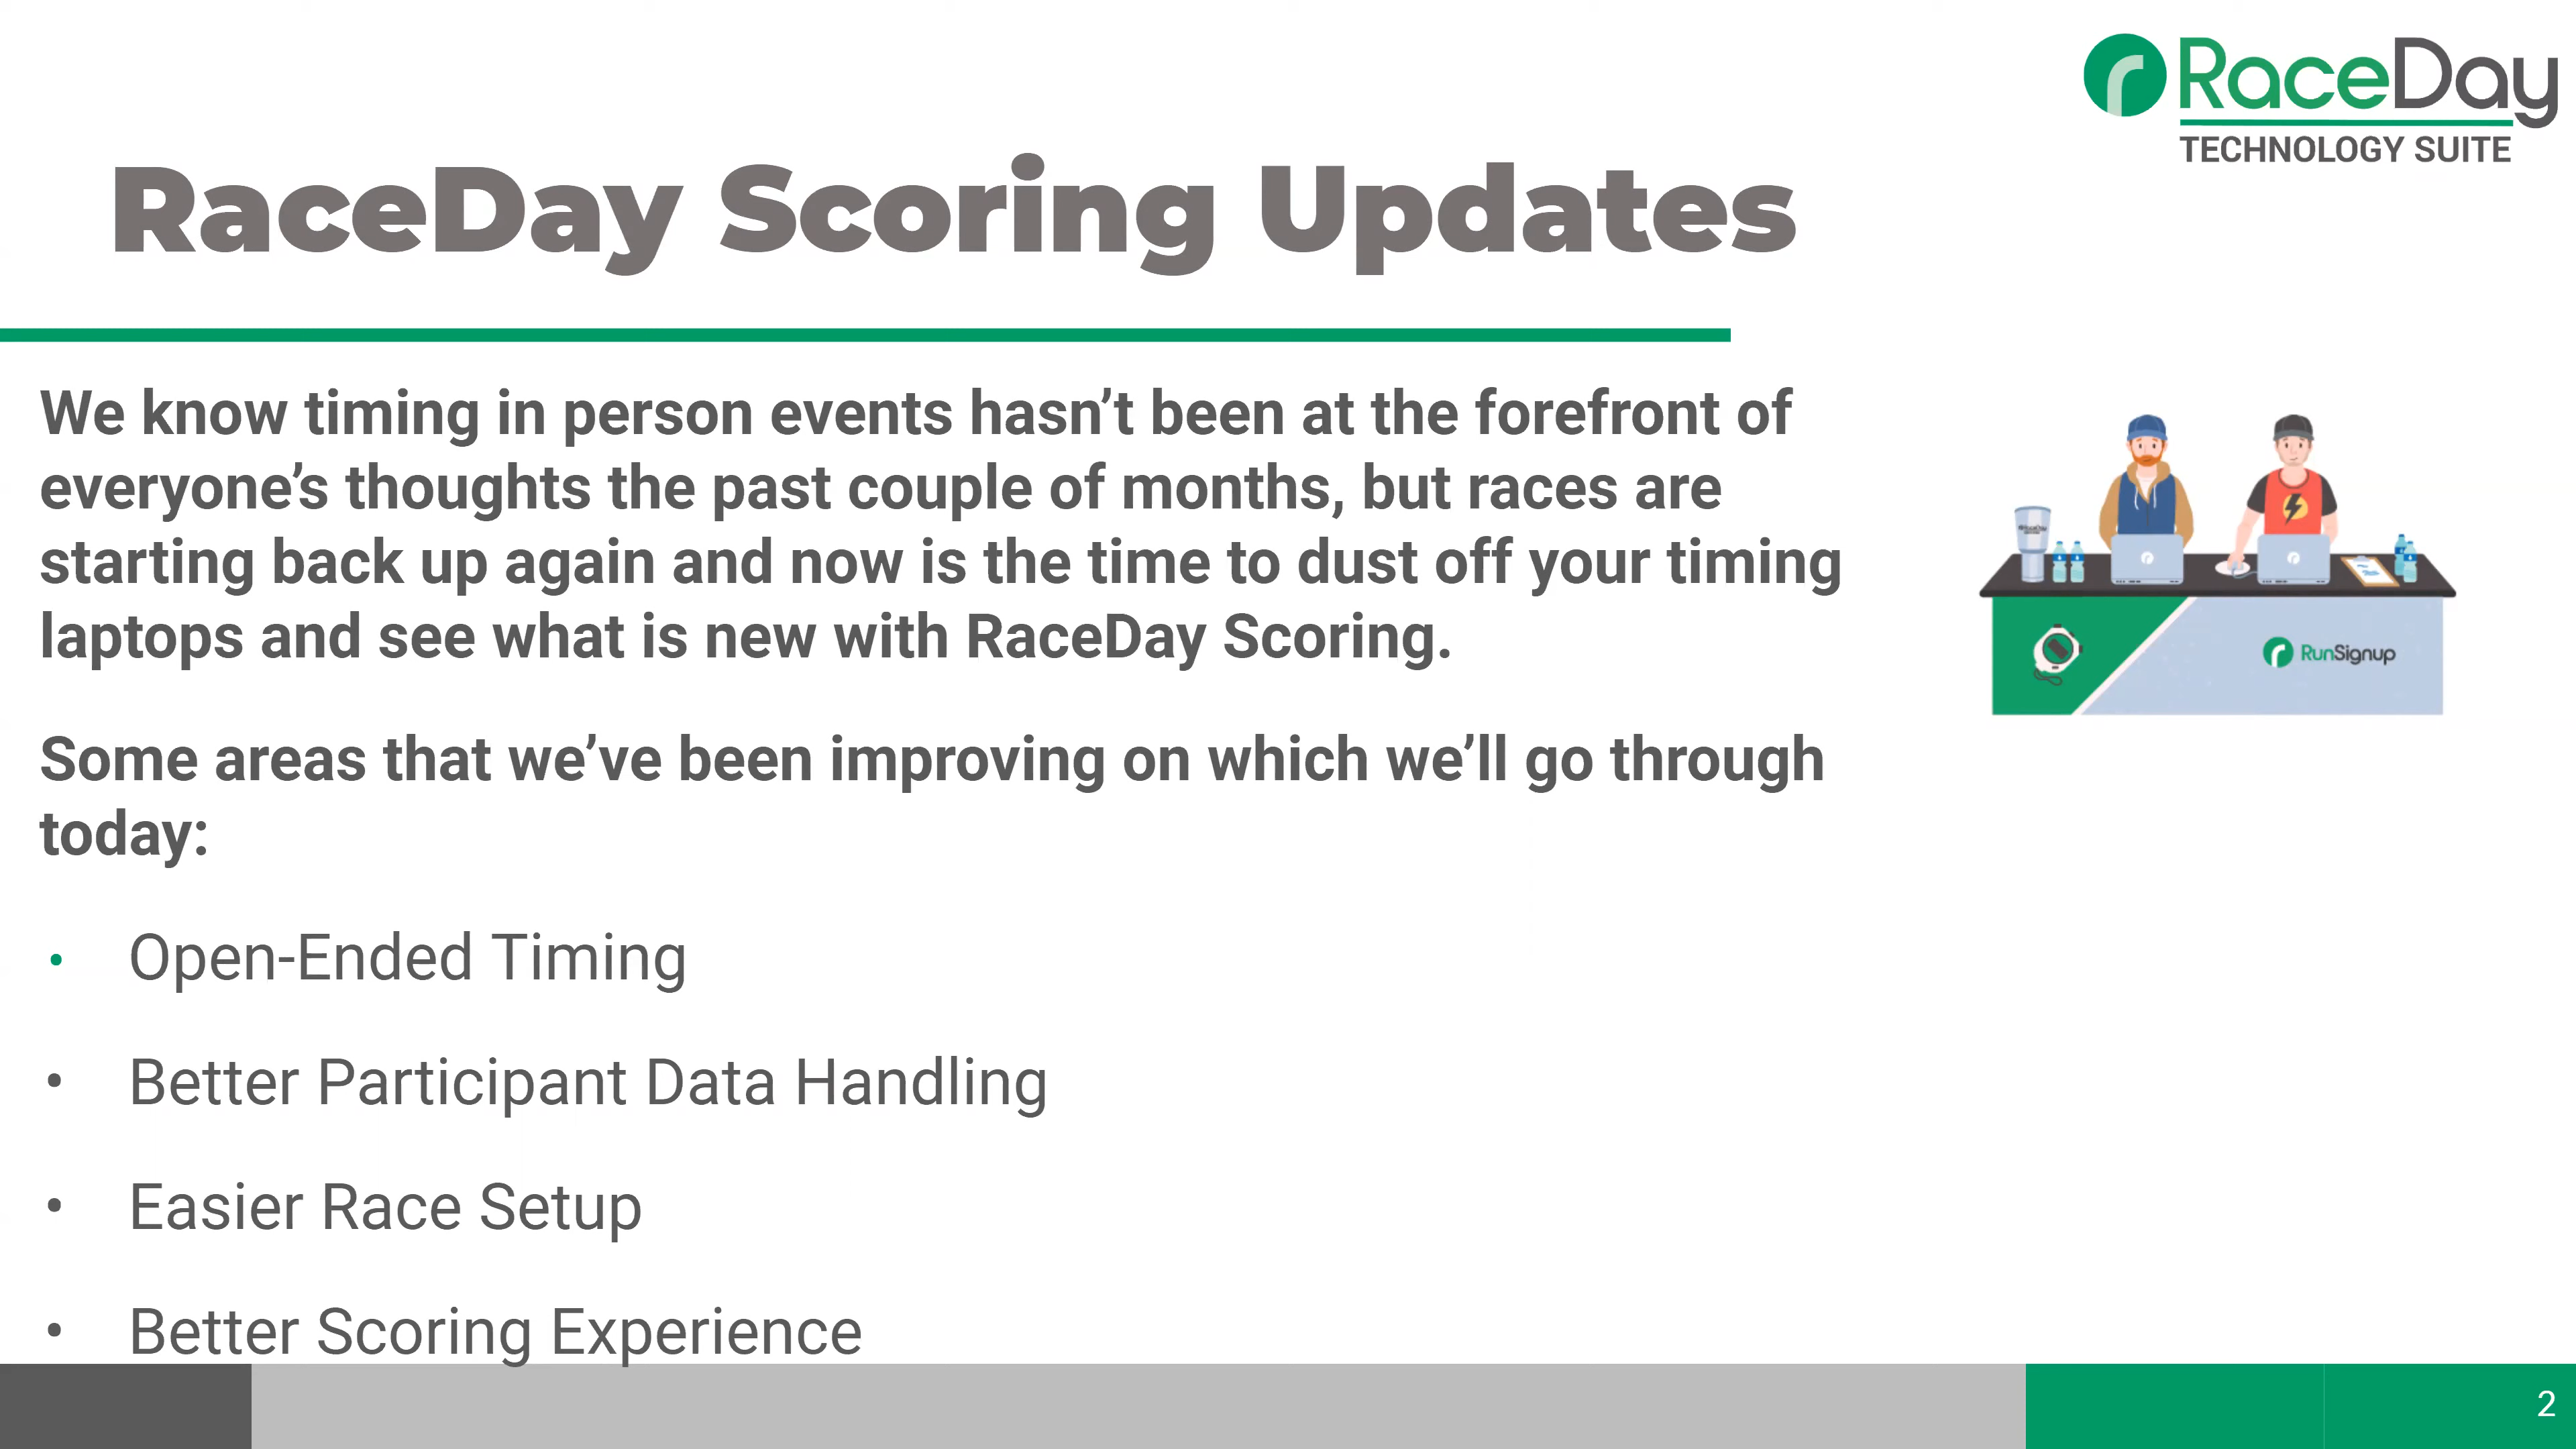 RaceDay
TECHNOLOGY SUITE
RaceDay Scoring Updates
We know timing in person events hasn’t been at the forefront of
everyone’s thoughts the past couple of months, but races are
starting back up again and now is the time to dust off your timing
laptops and see what is new with RaceDay Scoring.
Some areas that we’ve been improving on which we’ll go through
today:
• Open-Ended Timing
• Better Participant Data Handling
• Easier Race Setup
• Better Scoring Experience
RunSignup
2